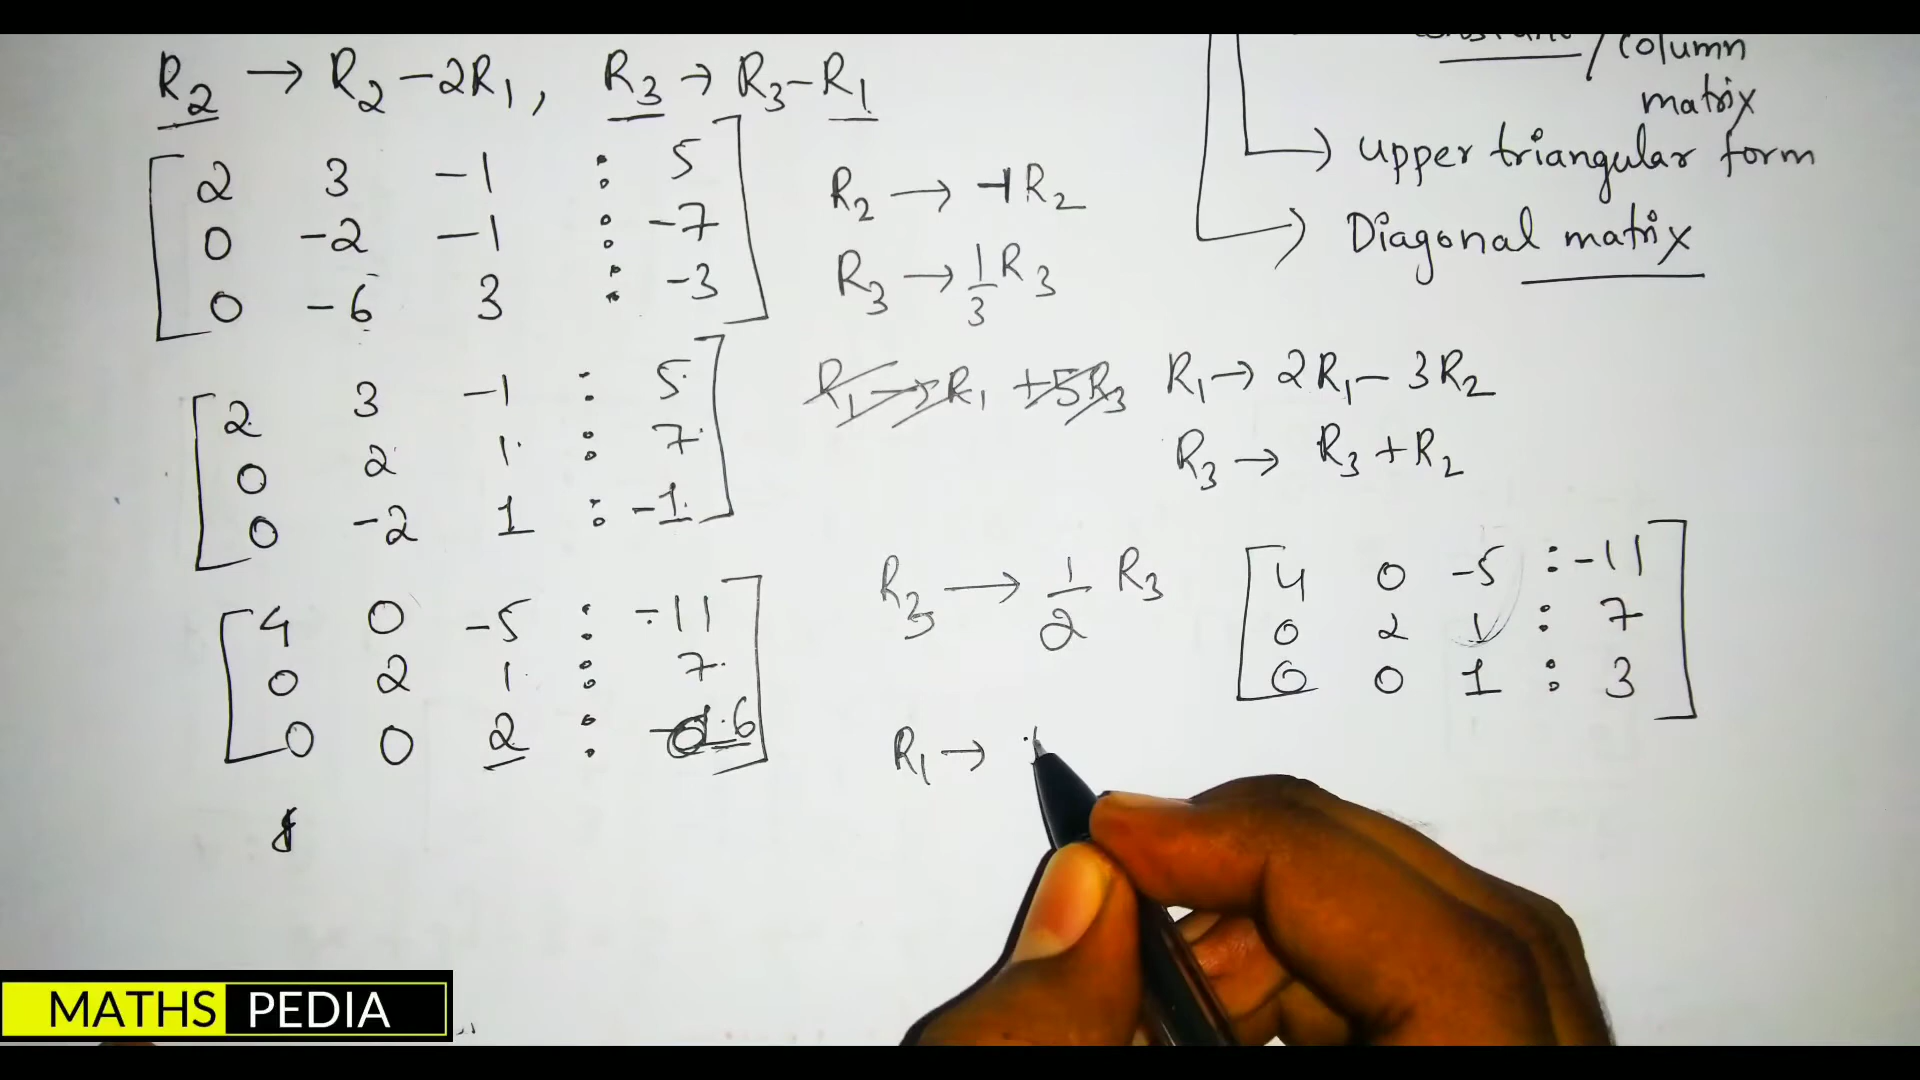 R₂ → R₂ - 2R₁, R₃ → R₃ - R₁
constant / column
matrix
→ upper triangular form
→ Diagonal matrix
2 3 -1 : 5
0 -2 -1 : -7
0 -6 3 : -3
R₂ → -1R₂
R₃ → 1/3 R₃
2 3 -1 : 5
0 2 1 : 7
0 -2 1 : -1
R₁ → R₁ + 5R₃
R₁ → 2R₁ - 3R₂
R₃ → R₃ + R₂
4 0 -5 : -11
0 2 1 : 7
0 0 2 : 6
R₃ → 1/2 R₃
4 0 -5 : -11
0 2 1 : 7
0 0 1 : 3
R₁ →
MATHS PEDIA